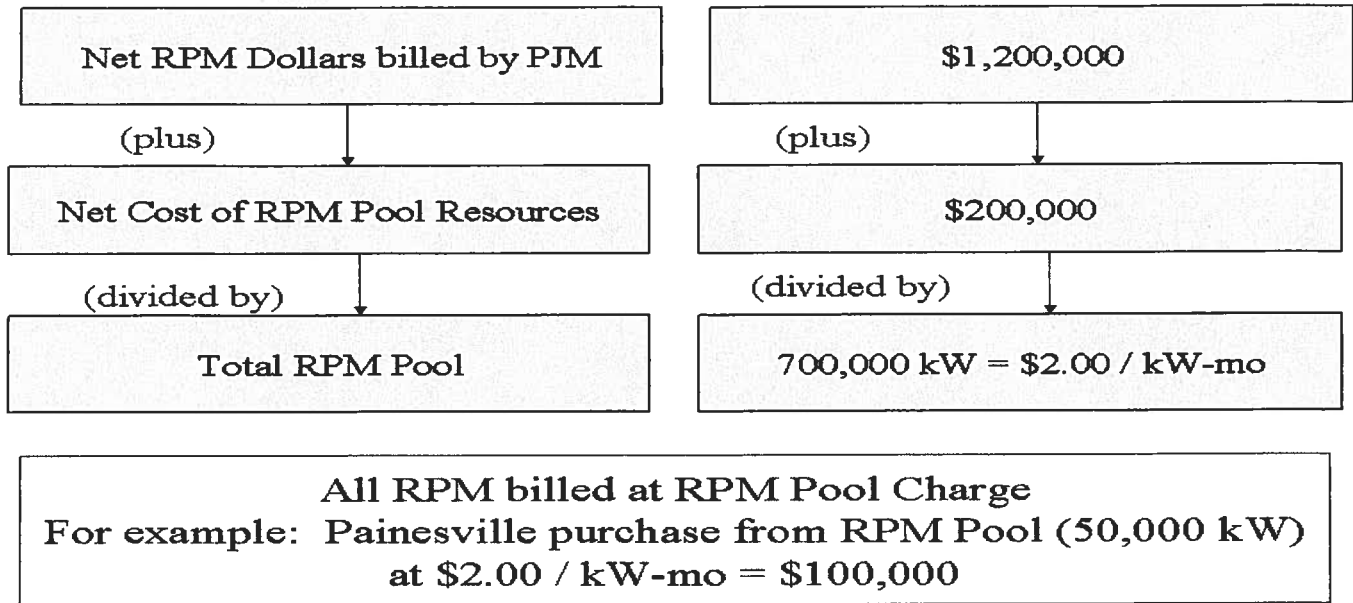 Net RPM Dollars billed by PJM
$1,200,000
(plus)
(plus)
Net Cost of RPM Pool Resources
$200,000
(divided by)
(divided by)
Total RPM Pool
700,000 kW = $2.00 / kW-mo
All RPM billed at RPM Pool Charge
For example: Painesville purchase from RPM Pool (50,000 kW)
at $2.00 / kW-mo = $100,000